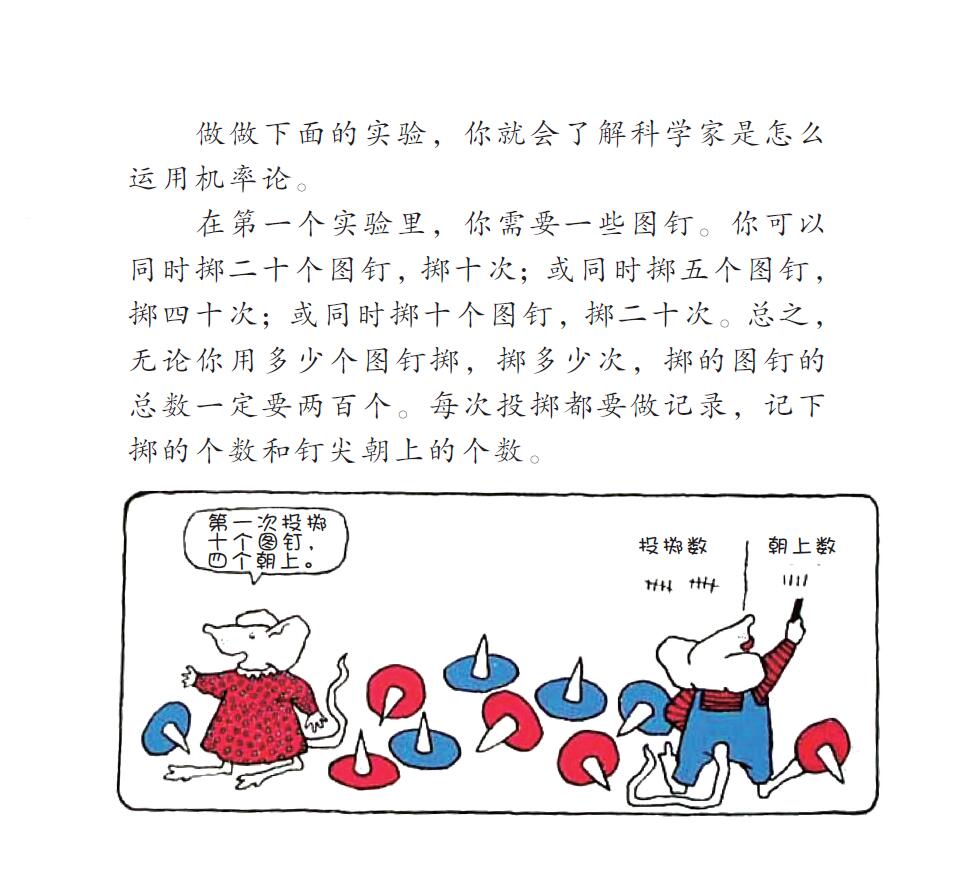 做做下面的实验，你就会了解科学家是怎么
运用机率论。
在第一个实验里，你需要一些图钉。你可以
同时掷二十个图钉，掷十次；或同时掷五个图钉，
掷四十次；或同时掷十个图钉，掷二十次。总之，
无论你用多少个图钉掷，掷多少次，掷的图钉的
总数一定要两百个。每次投掷都要做记录，记下
掷的个数和钉尖朝上的个数。
第一次投掷
十个图钉，
四个朝上。
投掷数
朝上数